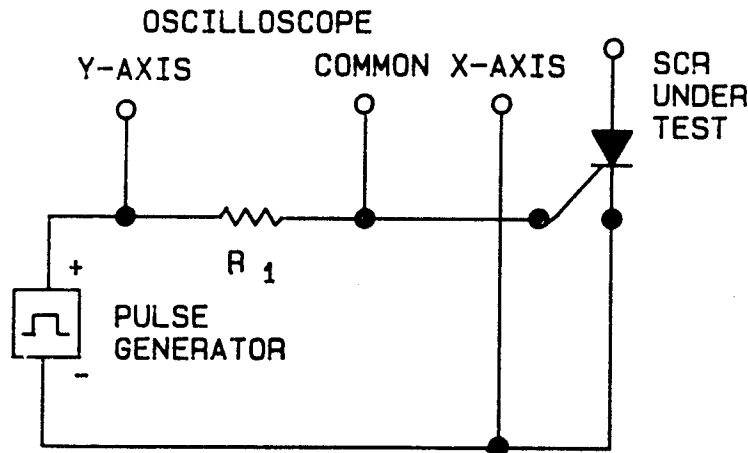 OSCILLOSCOPE
Y-AXIS
COMMON X-AXIS
SCR
UNDER
TEST
R 1
+
PULSE
GENERATOR
-